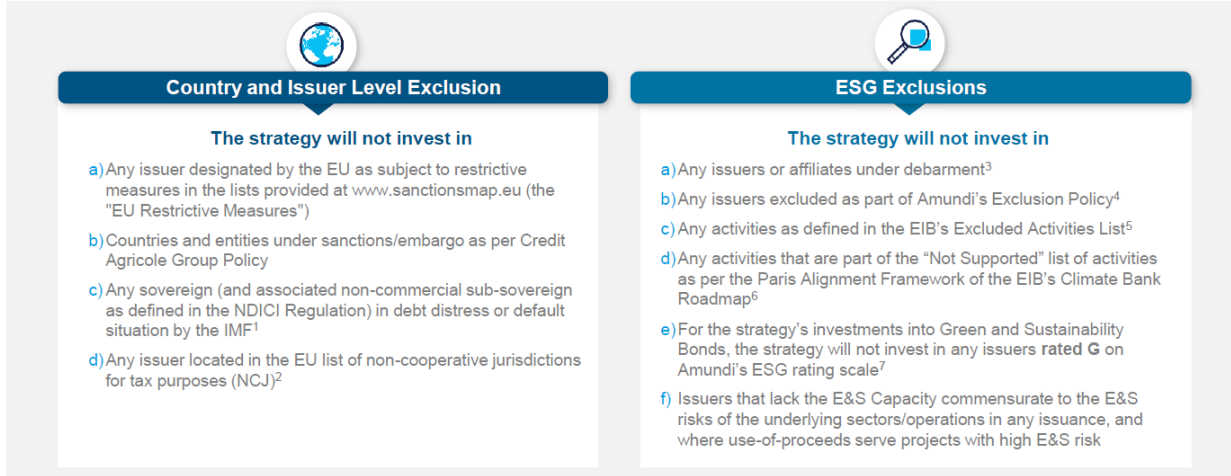 Country and Issuer Level Exclusion
The strategy will not invest in
a) Any issuer designated by the EU as subject to restrictive
measures in the lists provided at www.sanctionsmap.eu (the
"EU Restrictive Measures")
b) Countries and entities under sanctions/embargo as per Credit
Agricole Group Policy
c) Any sovereign (and associated non-commercial sub-sovereign
as defined in the NDICI Regulation) in debt distress or default
situation by the IMF¹
d) Any issuer located in the EU list of non-cooperative jurisdictions
for tax purposes (NCJ)²
ESG Exclusions
The strategy will not invest in
a) Any issuers or affiliates under debarment³
b) Any issuers excluded as part of Amundi's Exclusion Policy⁴
c) Any activities as defined in the EIB's Excluded Activities List⁵
d) Any activities that are part of the “Not Supported” list of activities
as per the Paris Alignment Framework of the EIB's Climate Bank
Roadmap⁶
e) For the strategy's investments into Green and Sustainability
Bonds, the strategy will not invest in any issuers rated G on
Amundi's ESG rating scale⁷
f) Issuers that lack the E&S Capacity commensurate to the E&S
risks of the underlying sectors/operations in any issuance, and
where use-of-proceeds serve projects with high E&S risk